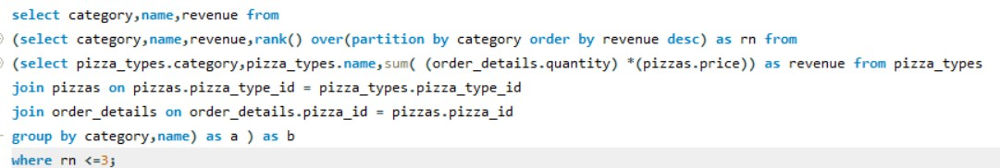 select category,name,revenue from
(select category,name,revenue,rank() over(partition by category order by revenue desc) as rn from
(select pizza_types.category,pizza_types.name,sum( (order_details.quantity) *(pizzas.price)) as revenue from pizza_types
join pizzas on pizzas.pizza_type_id = pizza_types.pizza_type_id
join order_details on order_details.pizza_id = pizzas.pizza_id
group by category,name) as a ) as b
where rn <=3;